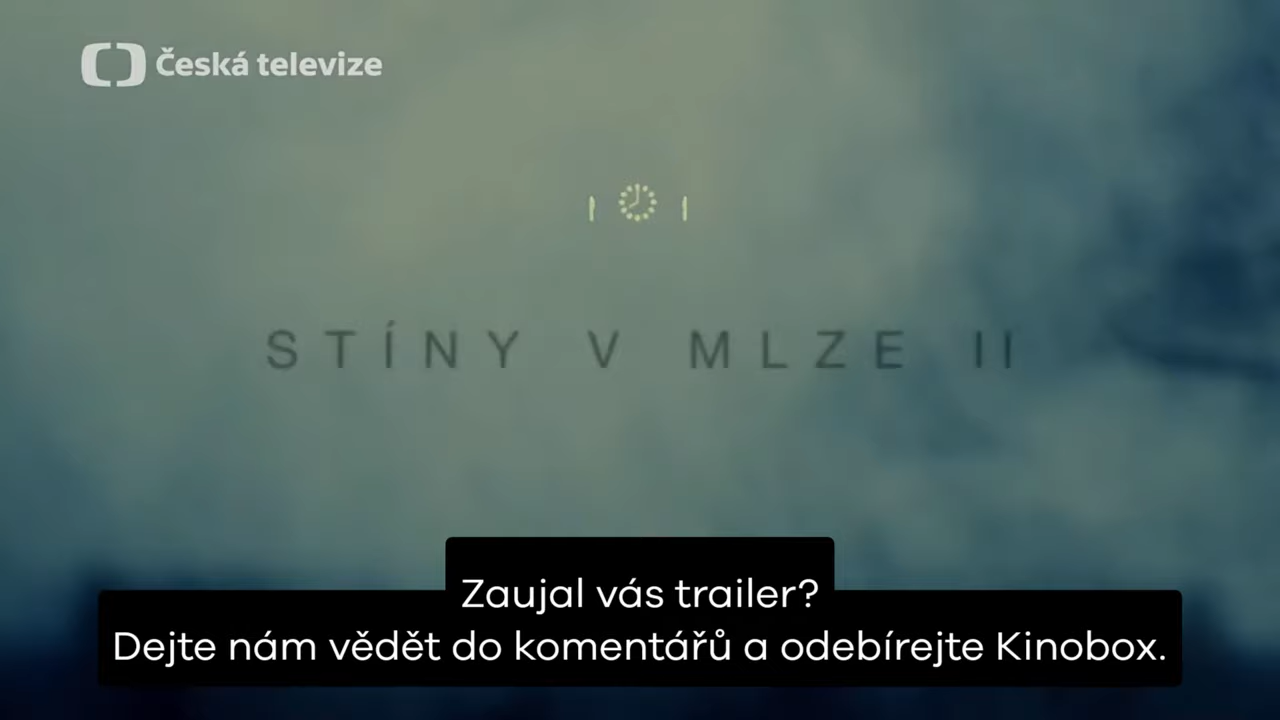 Česká televize
STÍNY V MLZE II
Zaujal vás trailer?
Dejte nám vědět do komentářů a odebírejte Kinobox.